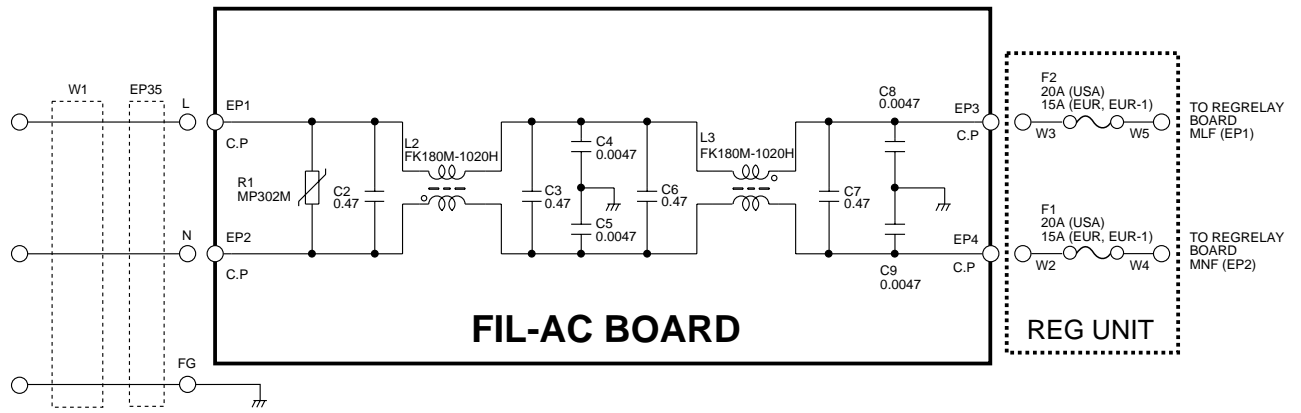 W1
EP35
L
EP1
C.P
R1
MP302M
C2
0.47
L2
FK180M-1020H
C3
0.47
C4
0.0047
C5
0.0047
C6
0.47
L3
FK180M-1020H
C7
0.47
C8
0.0047
C9
0.0047
EP3
C.P
EP4
C.P
N
EP2
C.P
FG
FIL-AC BOARD
F2
20A (USA)
15A (EUR, EUR-1)
W3
W5
TO REGRELAY
BOARD
MLF (EP1)
F1
20A (USA)
15A (EUR, EUR-1)
W2
W4
TO REGRELAY
BOARD
MNF (EP2)
REG UNIT